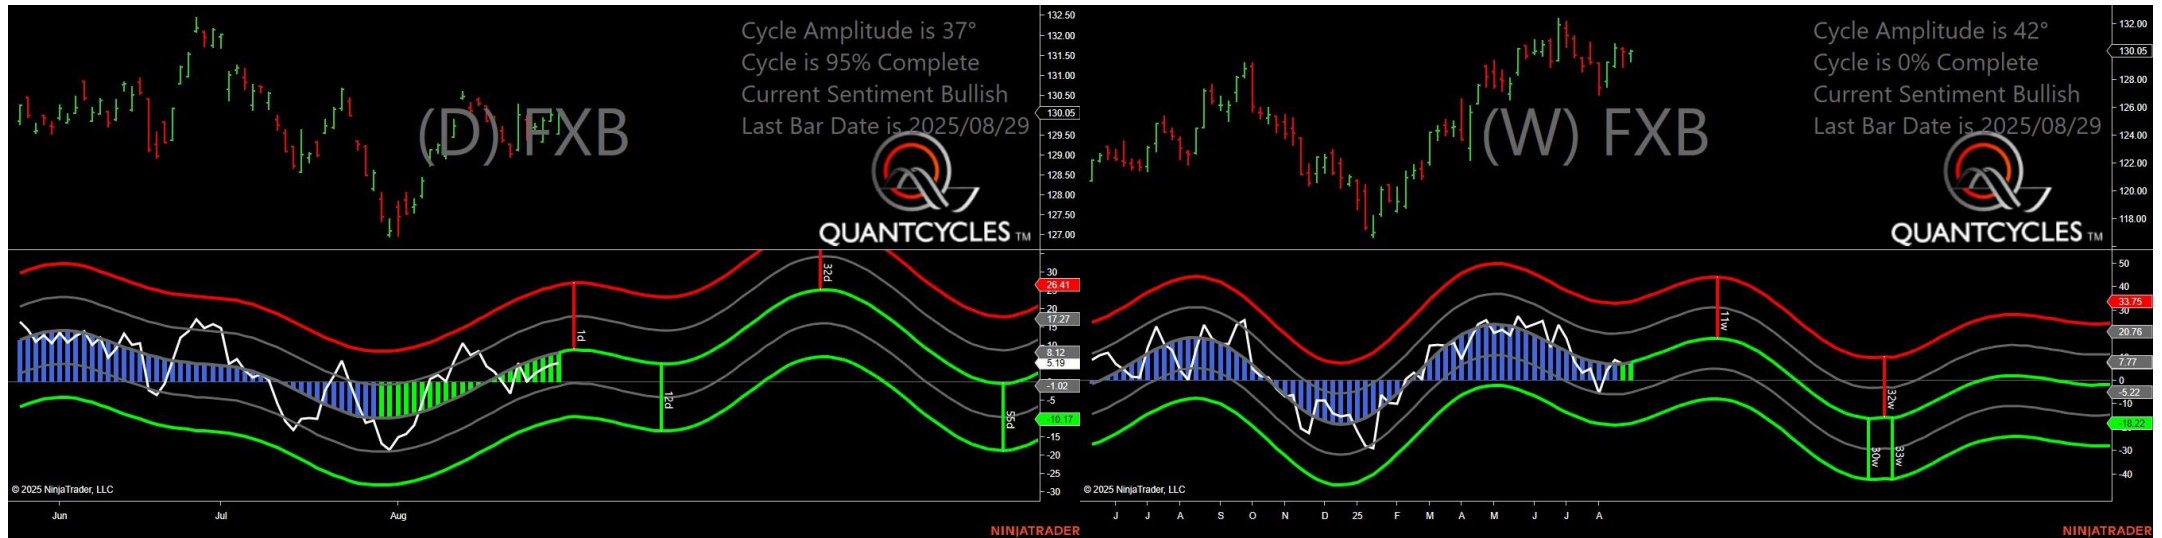 Cycle Amplitude is 37°
Cycle is 95% Complete
Current Sentiment Bullish
Last Bar Date is 2025/08/29
(D) FXB
QUANTCYCLES TM
132.50
132.00
131.50
131.00
130.50
130.05
129.50
129.00
128.50
128.00
127.50
127.00
1d
12d
32d
55d
30
26.41
20
17.27
15
10
8.12
5.19
-1.02
-5
-10.17
-15
-20
-25
-30
© 2025 NinjaTrader, LLC
Jun Jul Aug
NINJATRADER
Cycle Amplitude is 42°
Cycle is 0% Complete
Current Sentiment Bullish
Last Bar Date is 2025/08/29
(W) FXB
QUANTCYCLES TM
132.00
130.05
128.00
126.00
124.00
122.00
120.00
118.00
11w
30w
32w
33w
50
40
33.75
30
20.76
7.77
0
-5.22
-10
-18.22
-30
-40
© 2025 NinjaTrader, LLC
J J A S O N D 25 F M A M J J A
NINJATRADER